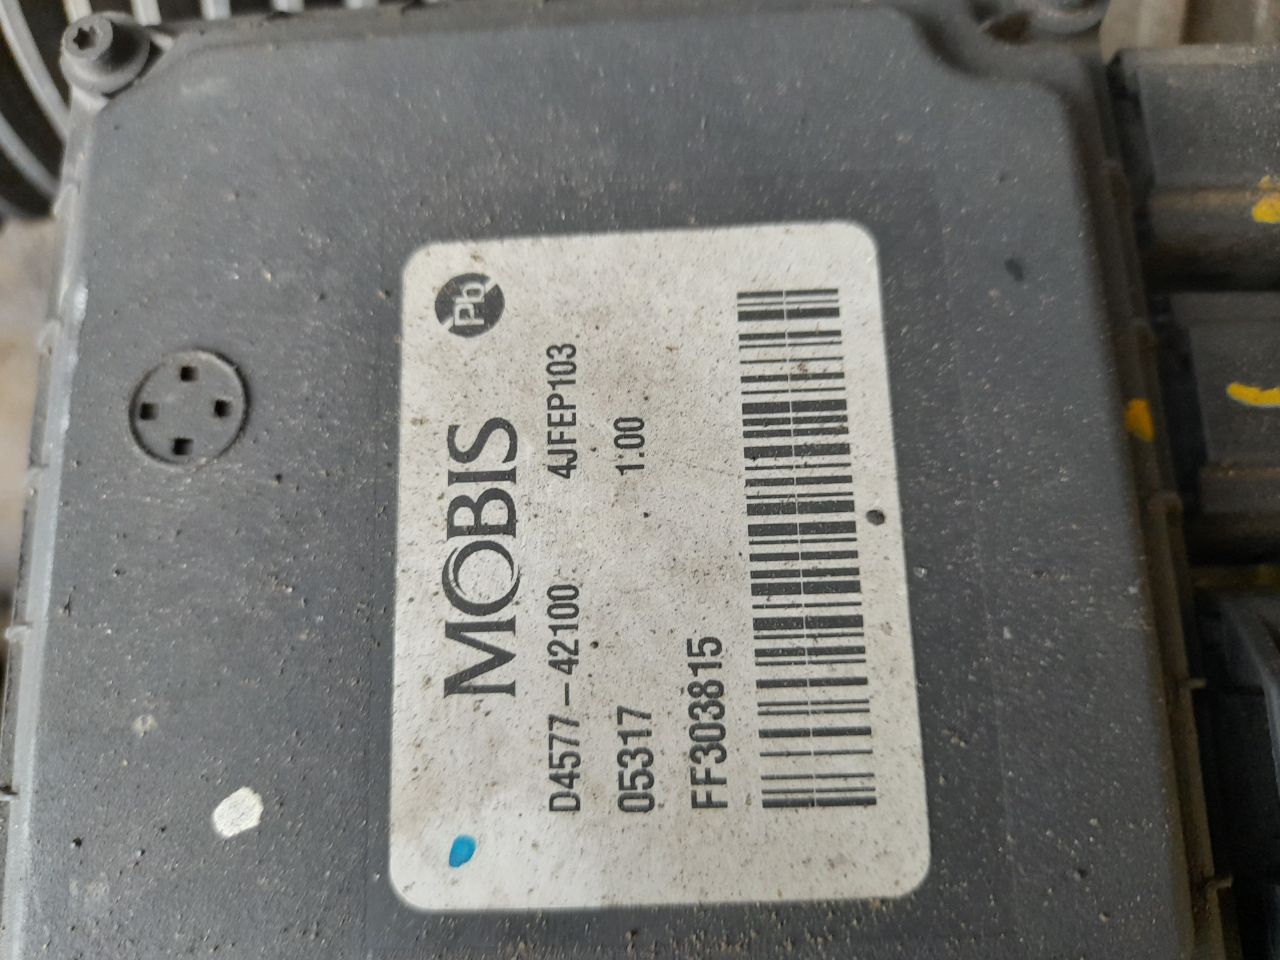 Pb
MOBIS
D4577-42100 4JFEP103
05317 1.00
FF303815